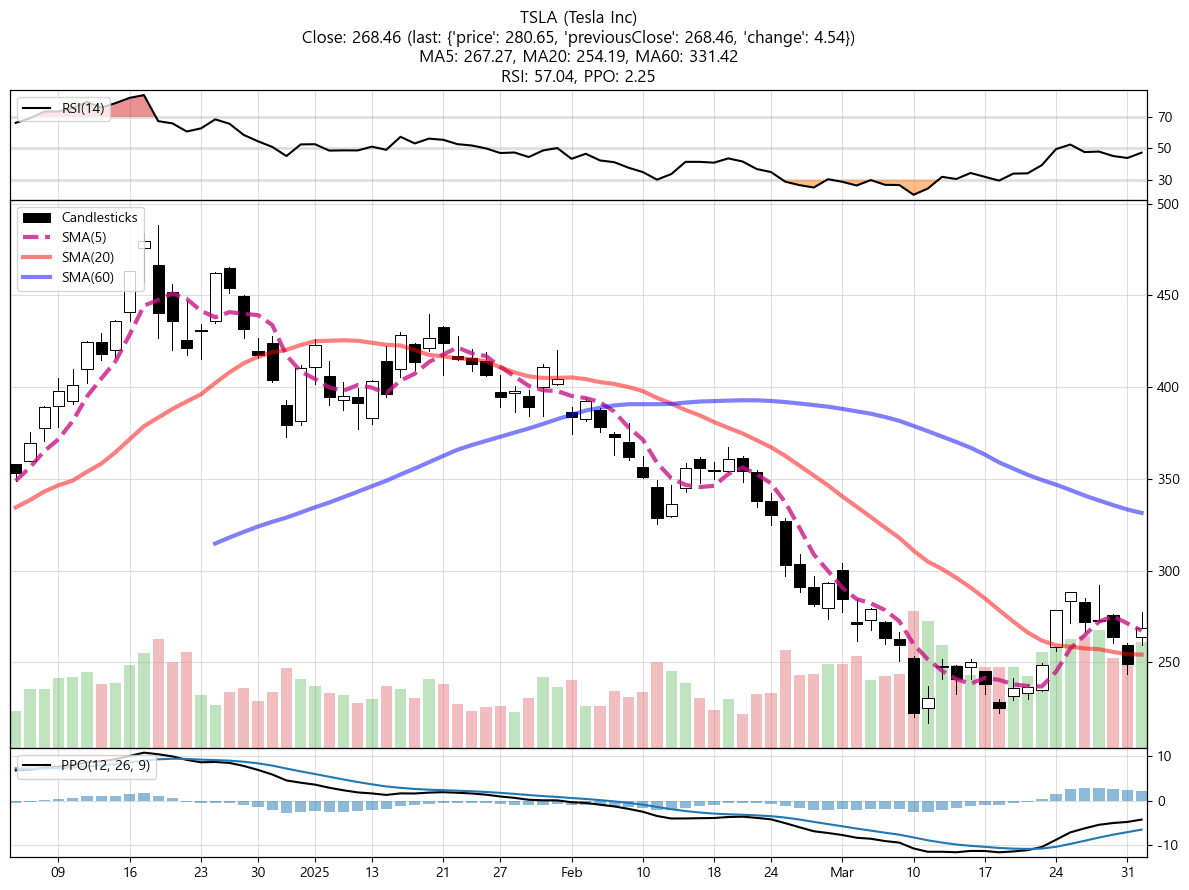 TSLA (Tesla Inc)
Close: 268.46 (last: {'price': 280.65, 'previousClose': 268.46, 'change': 4.54})
MA5: 267.27, MA20: 254.19, MA60: 331.42
RSI: 57.04, PPO: 2.25
RSI(14)
70
50
30
Candlesticks
SMA(5)
SMA(20)
SMA(60)
500
450
400
350
300
250
PPO(12, 26, 9)
10
0
-10
09 16 23 30 2025 13 21 27 Feb 10 18 24 Mar 10 17 24 31